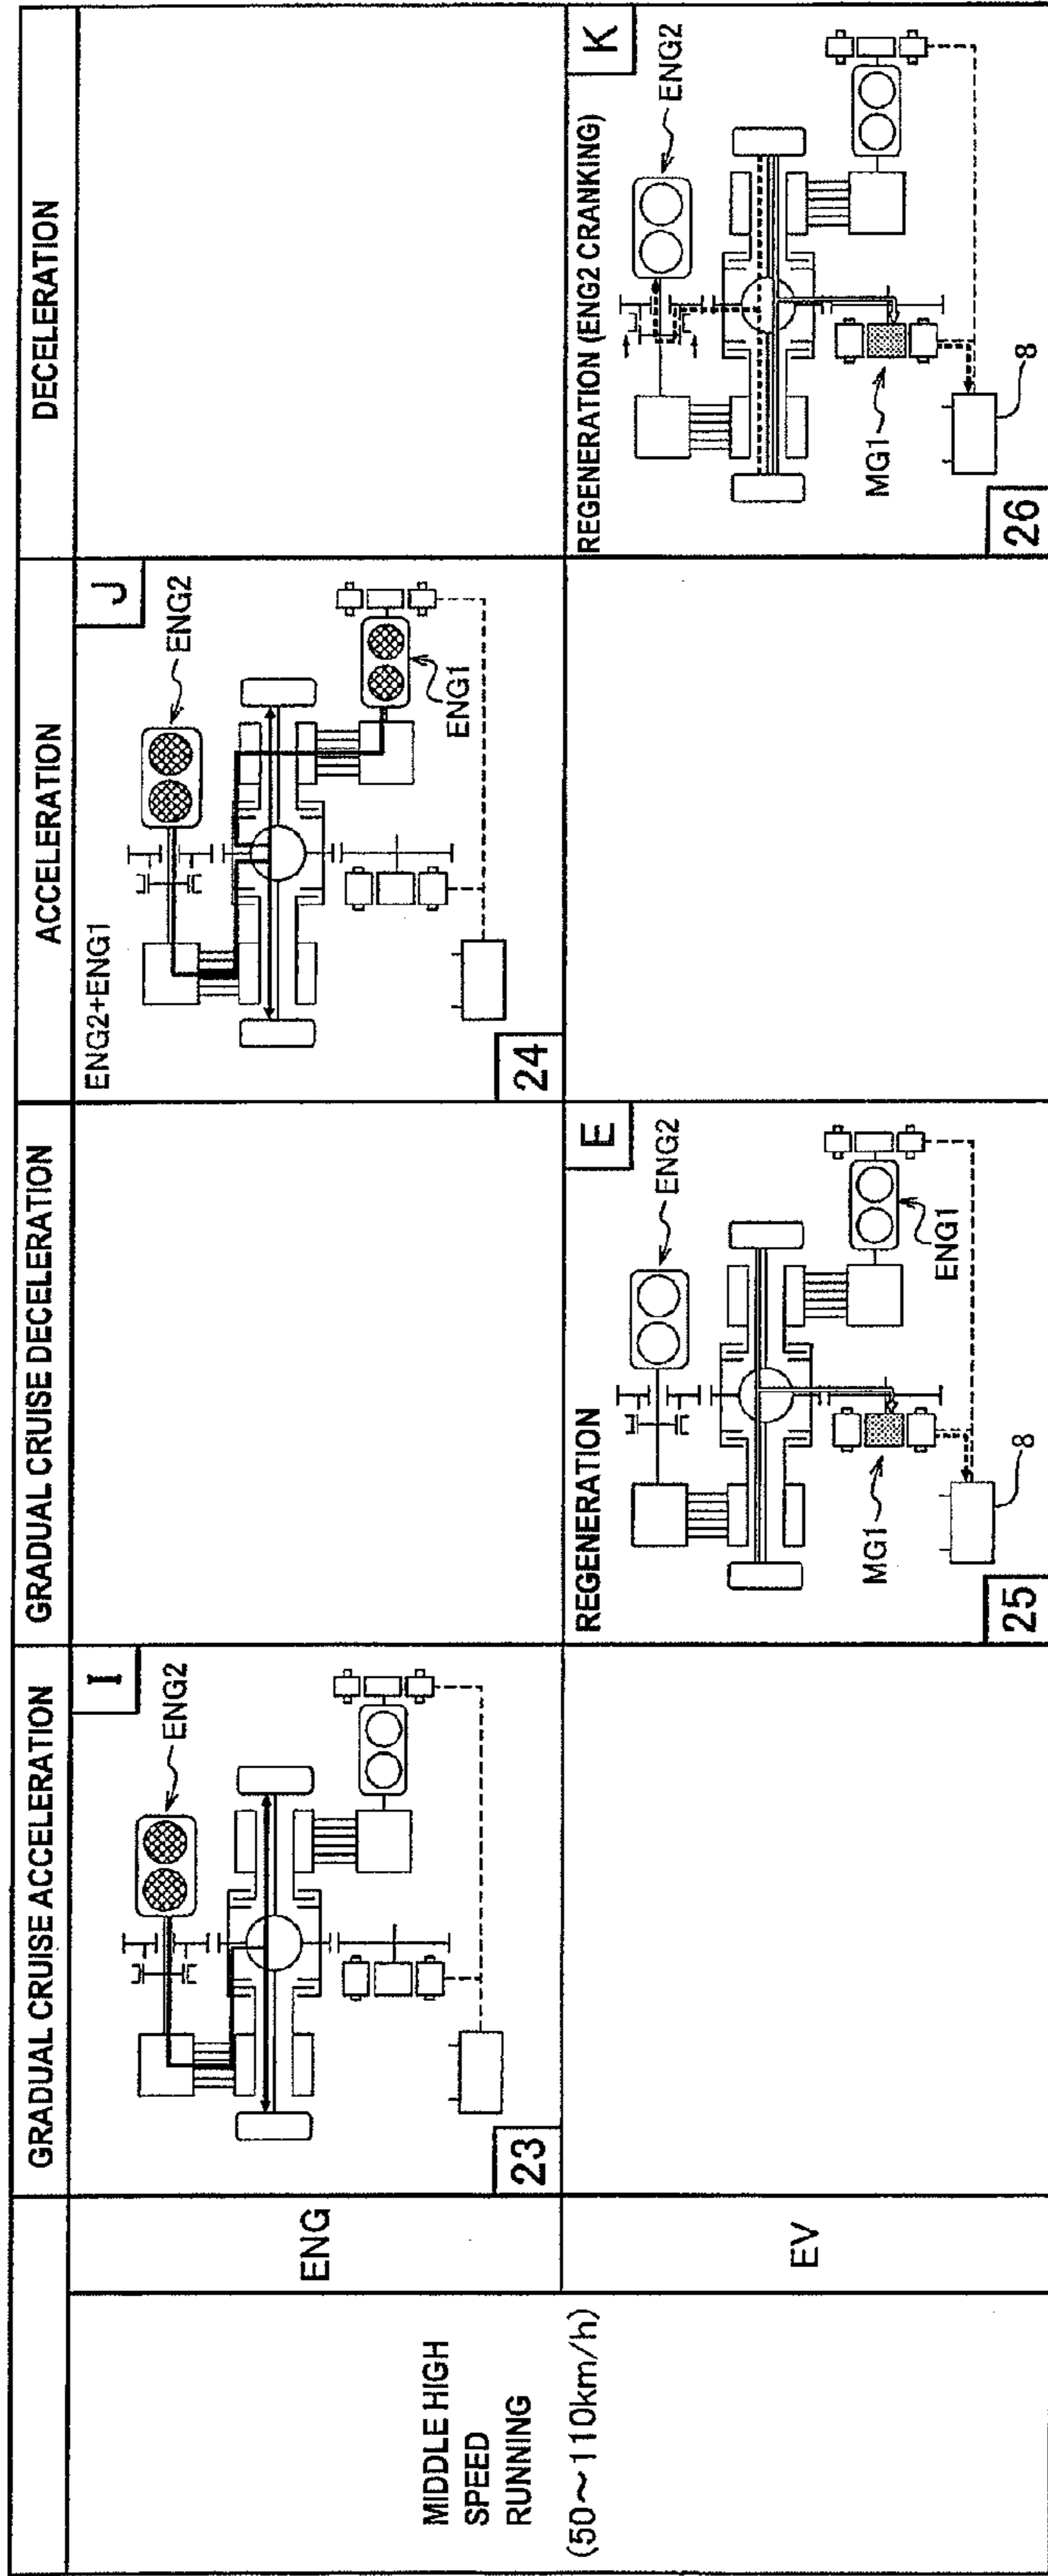 GRADUAL CRUISE ACCELERATION
GRADUAL CRUISE DECELERATION
ACCELERATION
DECELERATION
MIDDLE HIGH
SPEED
RUNNING
(50~110km/h)
ENG
I
ENG2
23
ENG2+ENG1
J
ENG2
ENG1
24
EV
REGENERATION
E
ENG2
ENG1
MG1
8
25
REGENERATION (ENG2 CRANKING)
K
ENG2
MG1
8
26